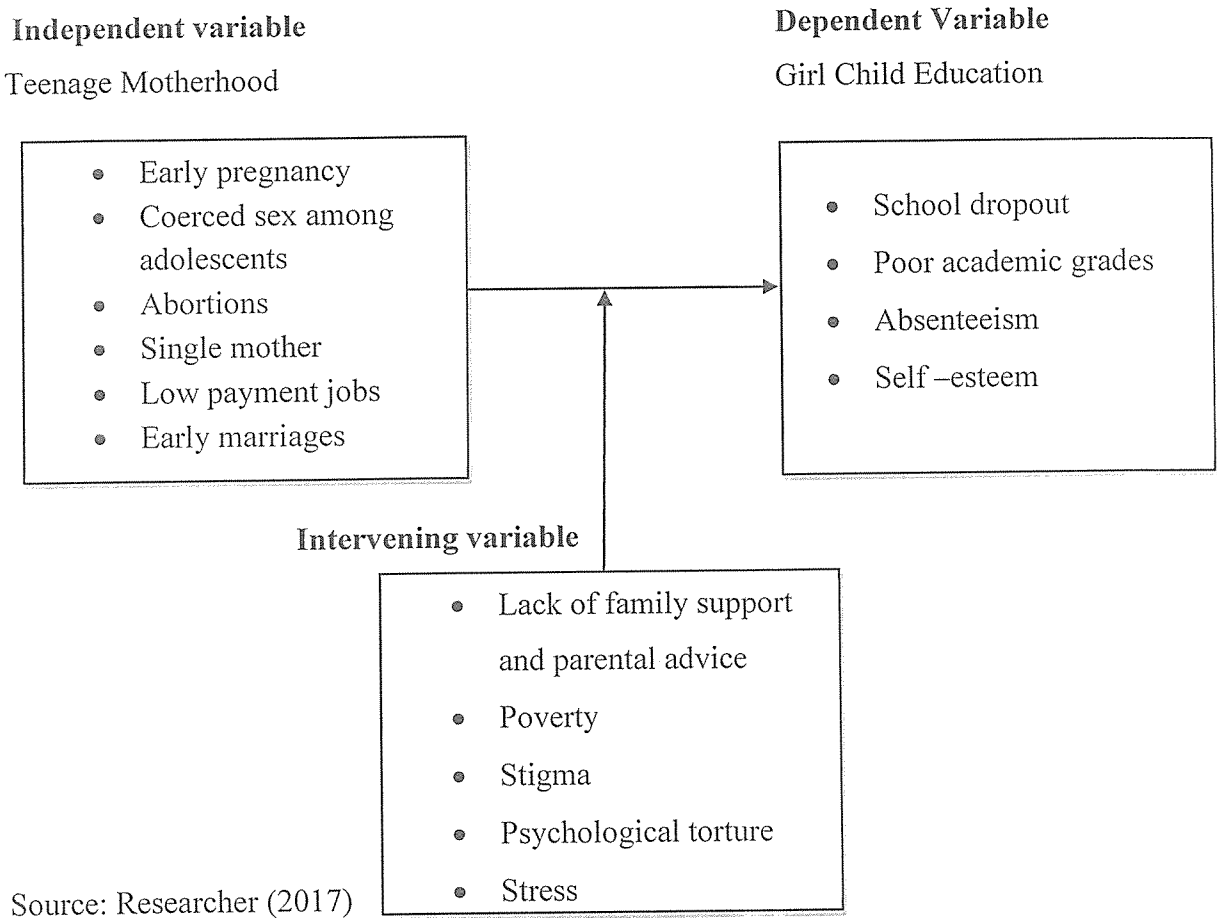 Independent variable
Teenage Motherhood
Dependent Variable
Girl Child Education
• Early pregnancy
• Coerced sex among
adolescents
• Abortions
• Single mother
• Low payment jobs
• Early marriages
• School dropout
• Poor academic grades
• Absenteeism
• Self –esteem
Intervening variable
• Lack of family support
and parental advice
• Poverty
• Stigma
• Psychological torture
• Stress
Source: Researcher (2017)